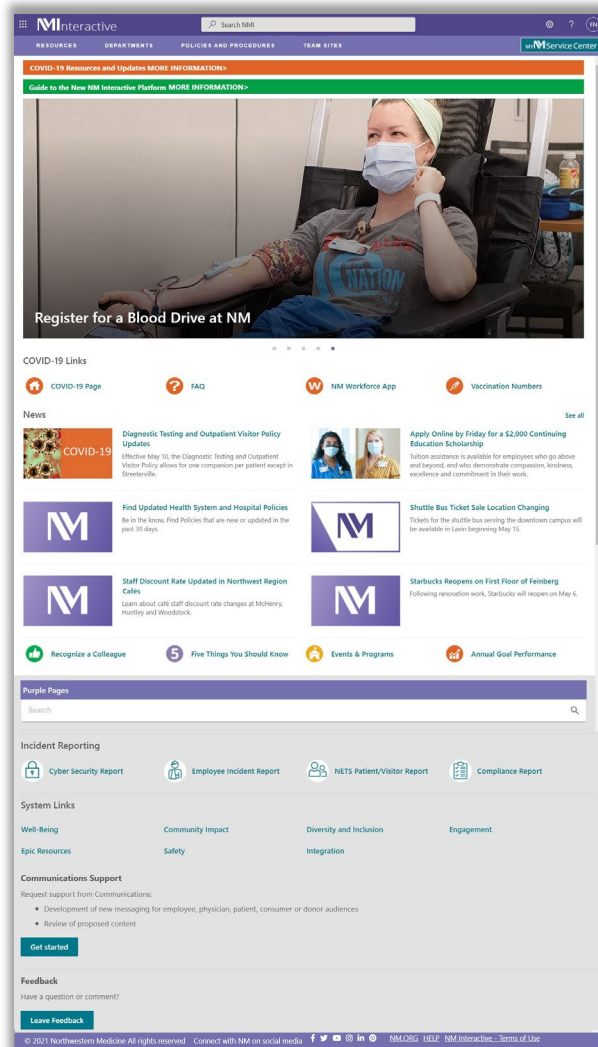 NMInteractive
Search NMI
? FN
RESOURCES DEPARTMENTS POLICIES AND PROCEDURES TEAM SITES MYNM Service Center
COVID-19 Resources and Updates MORE INFORMATION>
Guide to the New NM Interactive Platform MORE INFORMATION>
NATION
Register for a Blood Drive at NM
COVID-19 Links
COVID-19 Page ? FAQ W NM Workforce App Vaccination Numbers
News See all
COVID-19
Diagnostic Testing and Outpatient Visitor Policy
Updates
Effective May 10, the Diagnostic Testing and Outpatient
Visitor Policy allows for one companion per patient except in
Streeterville.
Apply Online by Friday for a $2,000 Continuing
Education Scholarship
Tuition assistance is available for employees who go above
and beyond, and who demonstrate compassion, kindness,
excellence and commitment in their work.
NM
Find Updated Health System and Hospital Policies
Be in the know. Find Policies that are new or updated in the
past 30 days.
NM
Shuttle Bus Ticket Sale Location Changing
Tickets for the shuttle bus serving the downtown campus will
be available in Lavin beginning May 15.
NM
Staff Discount Rate Updated in Northwest Region
Cafés
Learn about café staff discount rate changes at McHenry,
Huntley and Woodstock.
NM
Starbucks Reopens on First Floor of Feinberg
Following renovation work, Starbucks will reopen on May 6.
Recognize a Colleague 5 Five Things You Should Know Events & Programs Annual Goal Performance
Purple Pages
Search
Incident Reporting
Cyber Security Report Employee Incident Report NETS Patient/Visitor Report Compliance Report
System Links
Well-Being Community Impact Diversity and Inclusion Engagement
Epic Resources Safety Integration
Communications Support
Request support from Communications:
• Development of new messaging for employee, physician, patient, consumer or donor audiences
• Review of proposed content
Get started
Feedback
Have a question or comment?
Leave Feedback
© 2021 Northwestern Medicine All rights reserved Connect with NM on social media NM.ORG HELP NM Interactive - Terms of Use